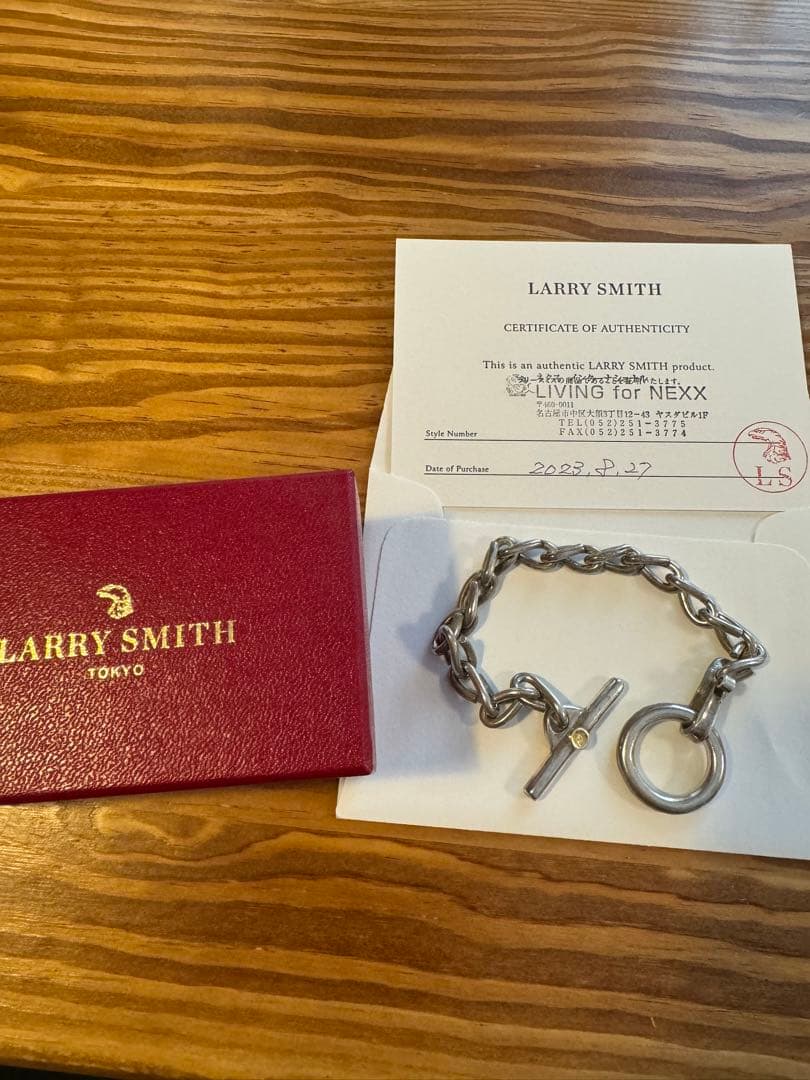 LARRY SMITH
CERTIFICATE OF AUTHENTICITY
This is an authentic LARRY SMITH product.
LIVING for NEXX
〒460-0011
名古屋市中区大須3丁目12-43 ヤスダビル1F
TEL(052)251-3775
FAX(052)251-3774
Style Number
Date of Purchase 2023.8.27
LS
LARRY SMITH
TOKYO